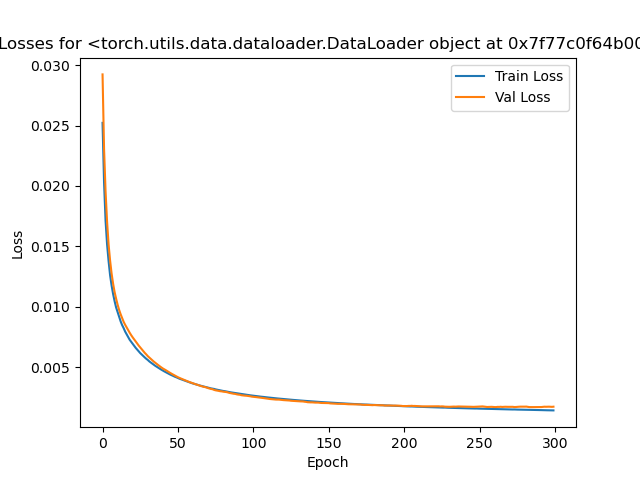 Losses for <torch.utils.data.dataloader.DataLoader object at 0x7f77c0f64b00
Train Loss
Val Loss
0.030
0.025
0.020
0.015
0.010
0.005
Loss
0
50
100
150
200
250
300
Epoch